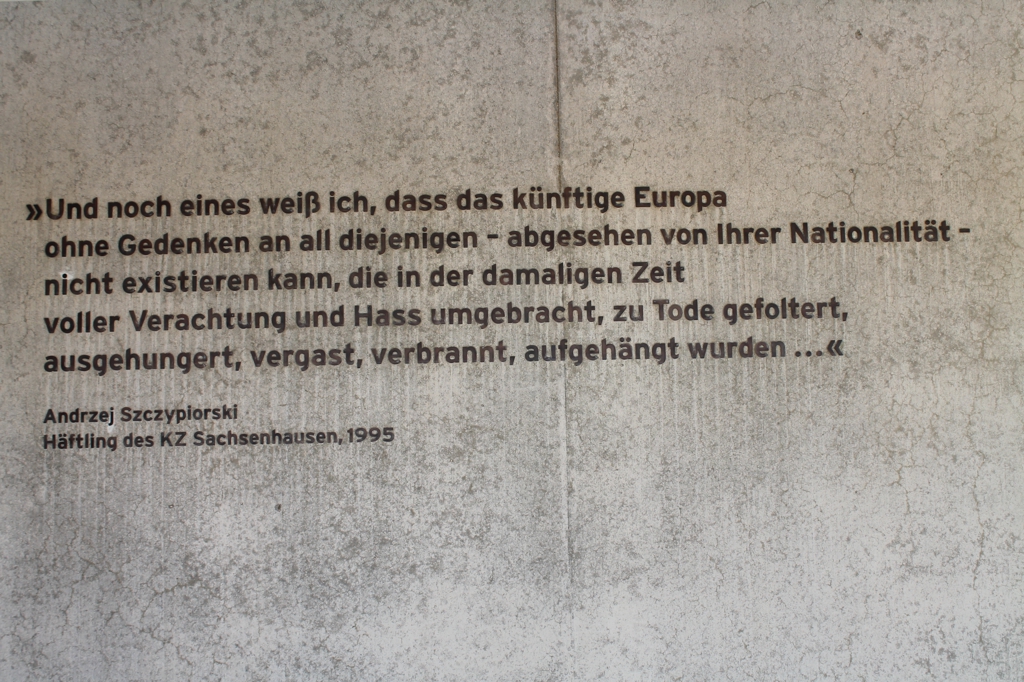 »Und noch eines weiß ich, dass das künftige Europa
ohne Gedenken an all diejenigen - abgesehen von Ihrer Nationalität -
nicht existieren kann, die in der damaligen Zeit
voller Verachtung und Hass umgebracht, zu Tode gefoltert,
ausgehungert, vergast, verbrannt, aufgehängt wurden ...«
Andrzej Szczypiorski
Häftling des KZ Sachsenhausen, 1995